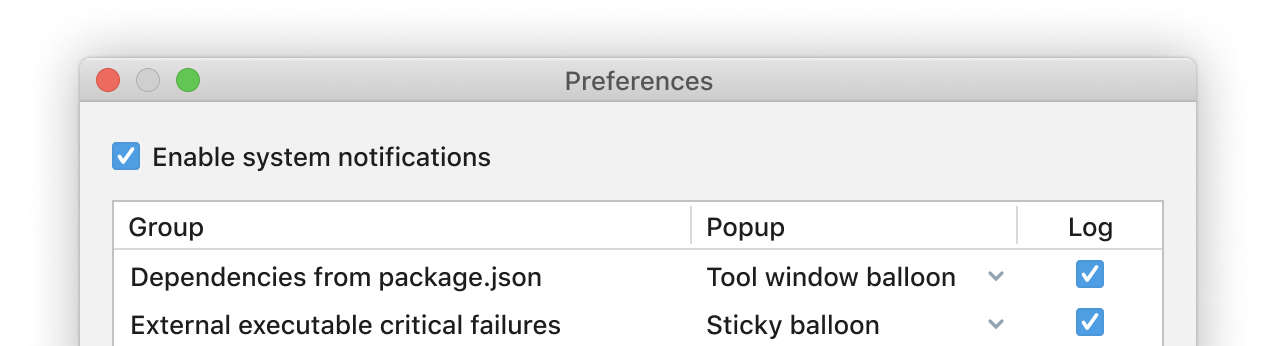 Preferences
Enable system notifications
Group Popup Log
Dependencies from package.json Tool window balloon
External executable critical failures Sticky balloon